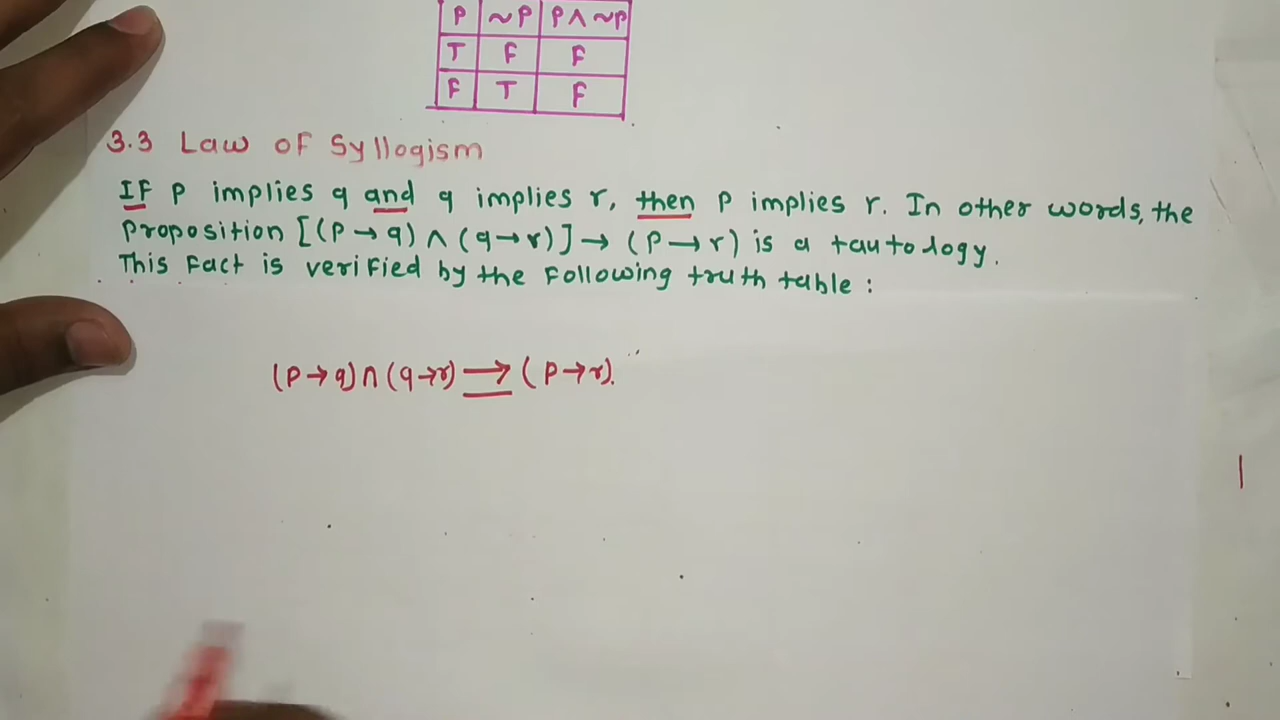 P ~P P ∧ ~P
T F F
F T F
3.3 Law of Syllogism
If P implies q and q implies r, then P implies r. In other words, the
Proposition [(P → q) ∧ (q → r)] → (P → r) is a tautology.
This Fact is verified by the Following truth table :
(P → q) ∩ (q → r) → (P → r).